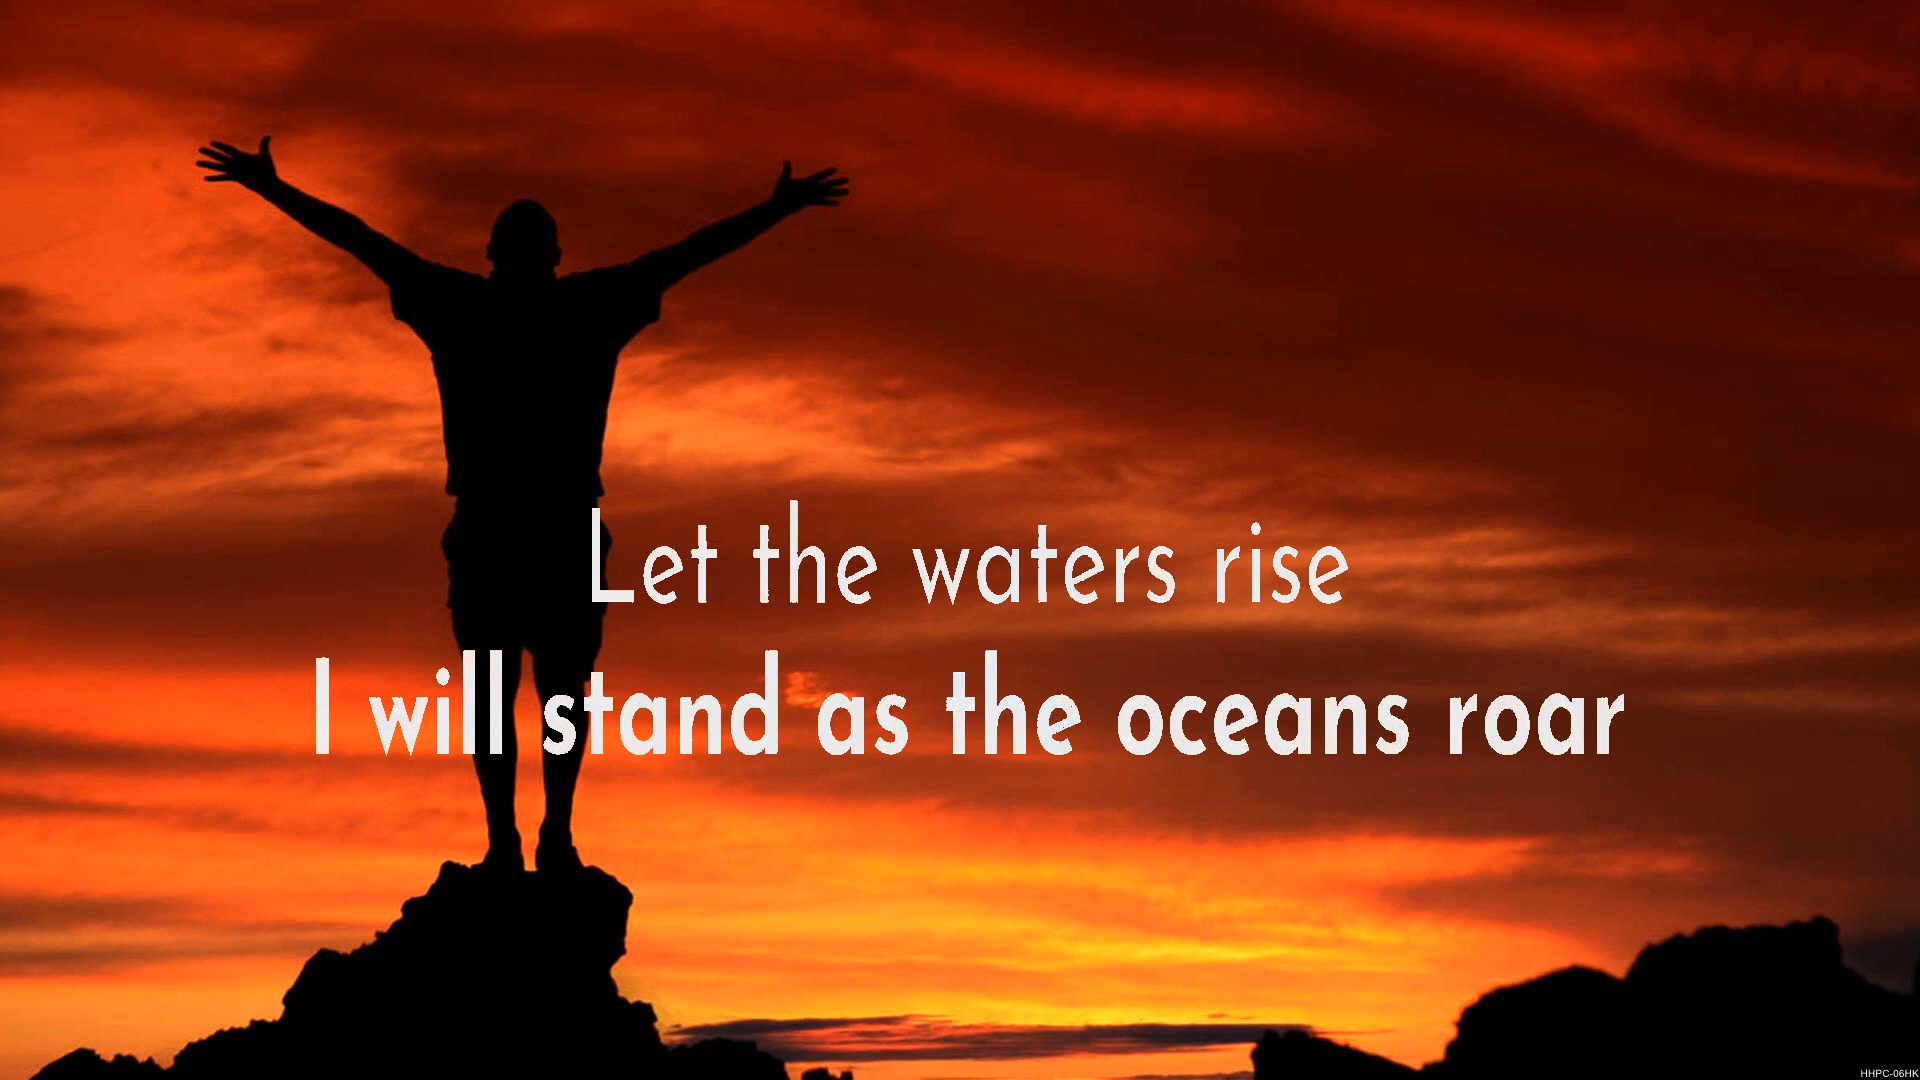 Let the waters rise
I will stand as the oceans roar
HHPC-06HK